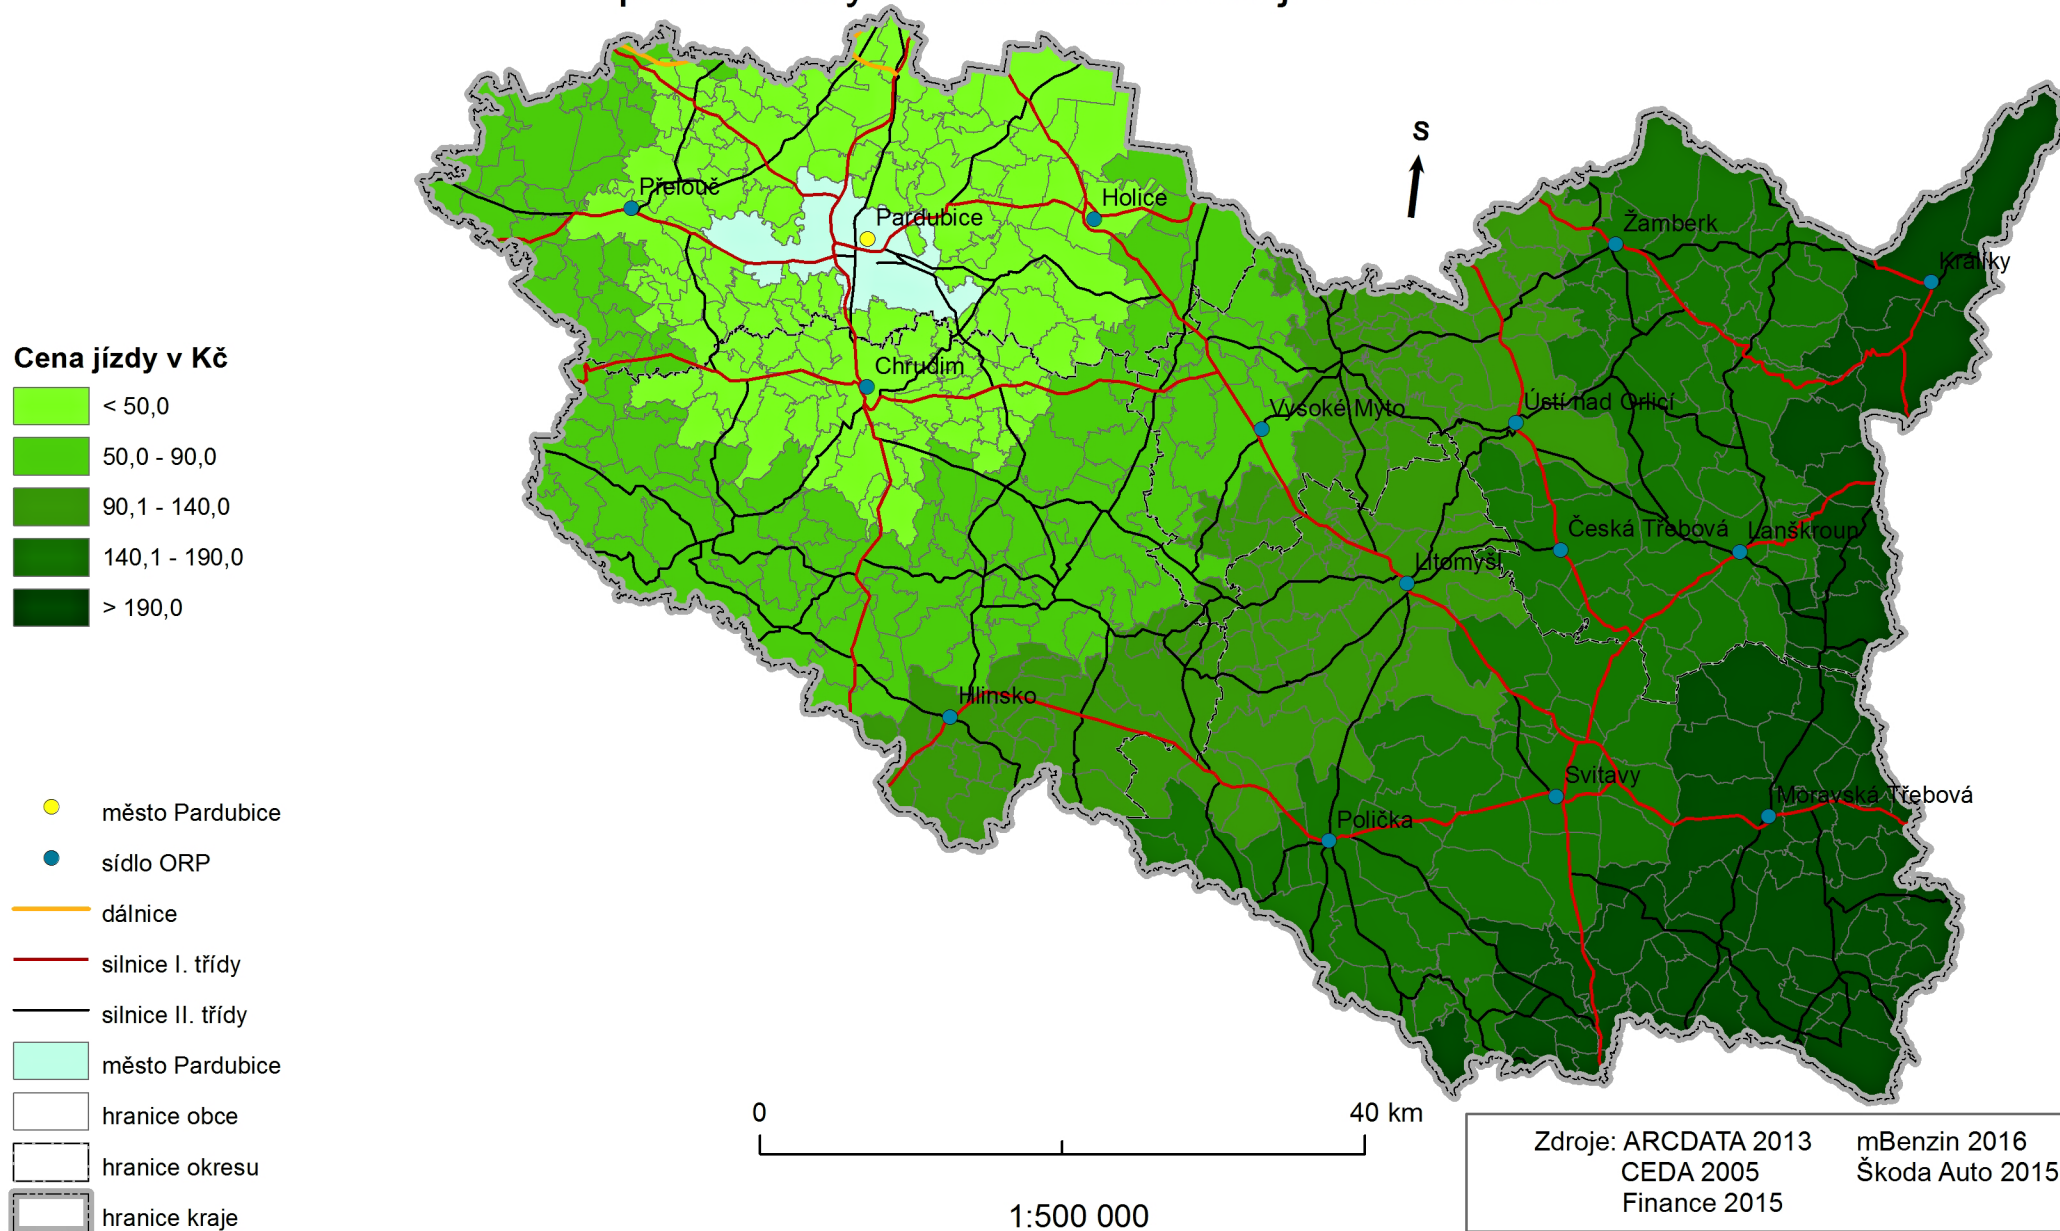 S
Přelouč
Pardubice
Holice
Žamberk
Králíky
Chrudim
Vysoké Mýto
Ústí nad Orlicí
Česká Třebová
Lanškroun
Litomyšl
Hlinsko
Svitavy
Moravská Třebová
Polička
Cena jízdy v Kč
< 50,0
50,0 - 90,0
90,1 - 140,0
140,1 - 190,0
> 190,0
město Pardubice
sídlo ORP
dálnice
silnice I. třídy
silnice II. třídy
město Pardubice
hranice obce
hranice okresu
hranice kraje
0 40 km
1:500 000
Zdroje: ARCDATA 2013 mBenzin 2016
CEDA 2005 Škoda Auto 2015
Finance 2015